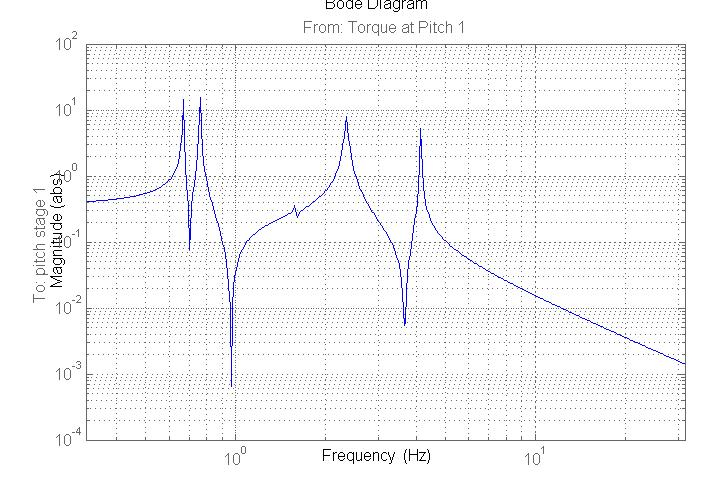 Bode Diagram
From: Torque at Pitch 1
10^2
10^1
10^0
10^-1
10^-2
10^-3
10^-4
To: pitch stage 1
Magnitude (abs)
10^0
10^1
Frequency (Hz)